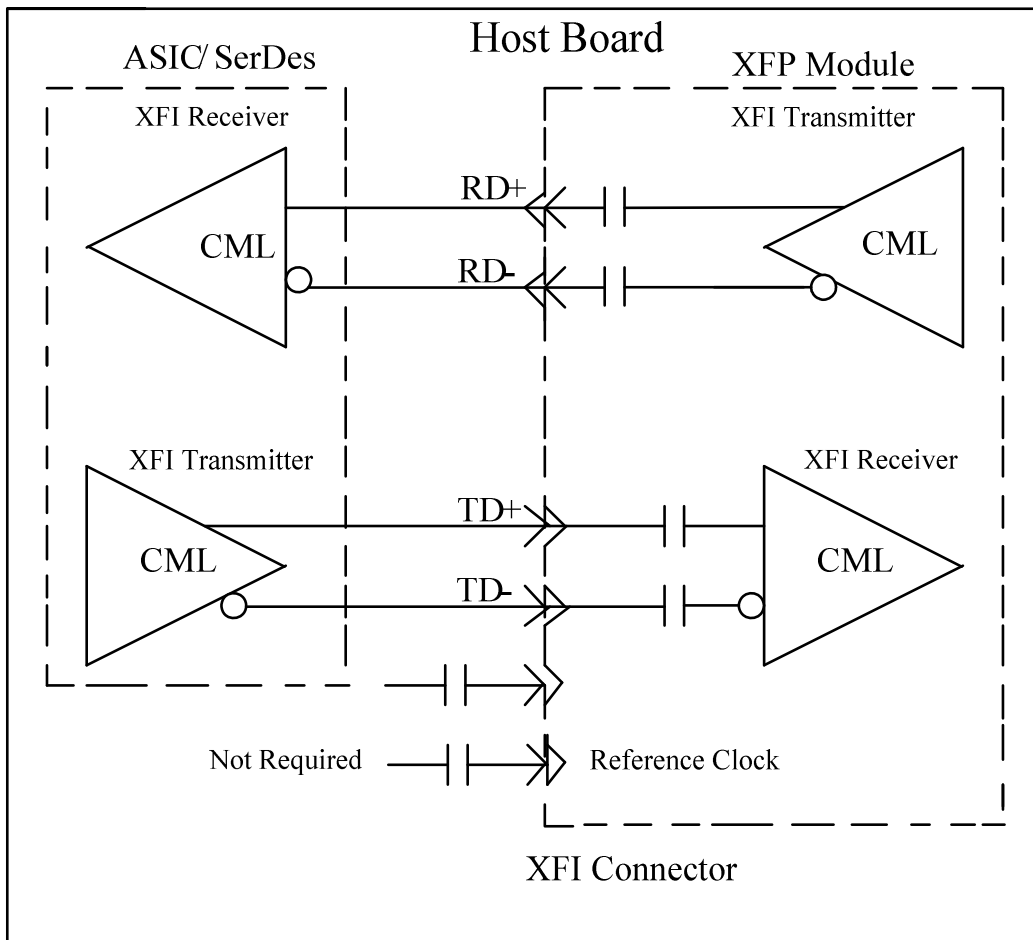 Host Board
ASIC/ SerDes
XFP Module
XFI Receiver
XFI Transmitter
RD+
CML
CML
RD-
XFI Transmitter
XFI Receiver
TD+
CML
CML
TD-
Not Required
Reference Clock
XFI Connector